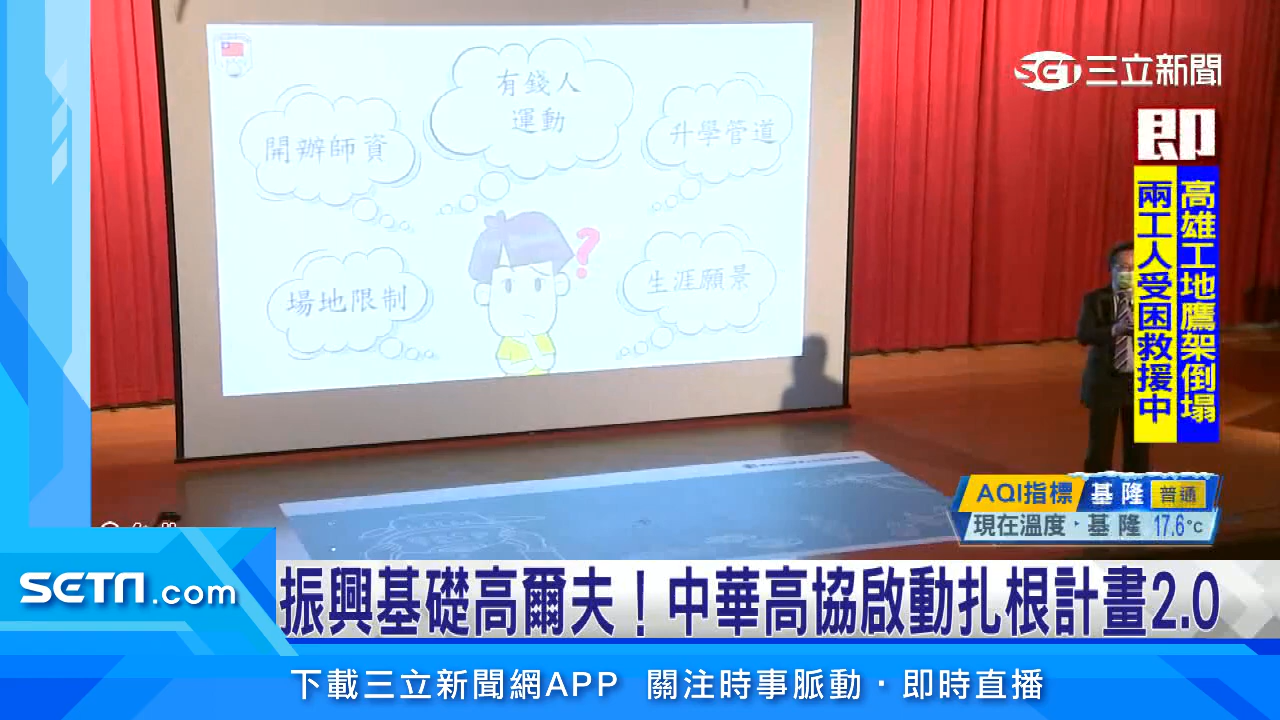 有錢人
運動
開辦師資
升學管道
場地限制
生涯願景
?
SET三立新聞
即
高雄工地鷹架倒塌
兩工人受困救援中
AQI指標 基隆 普通
現在溫度・基隆 17.6°C
SETN.com
振興基礎高爾夫！中華高協啟動扎根計畫2.0
下載三立新聞網APP 關注時事脈動・即時直播